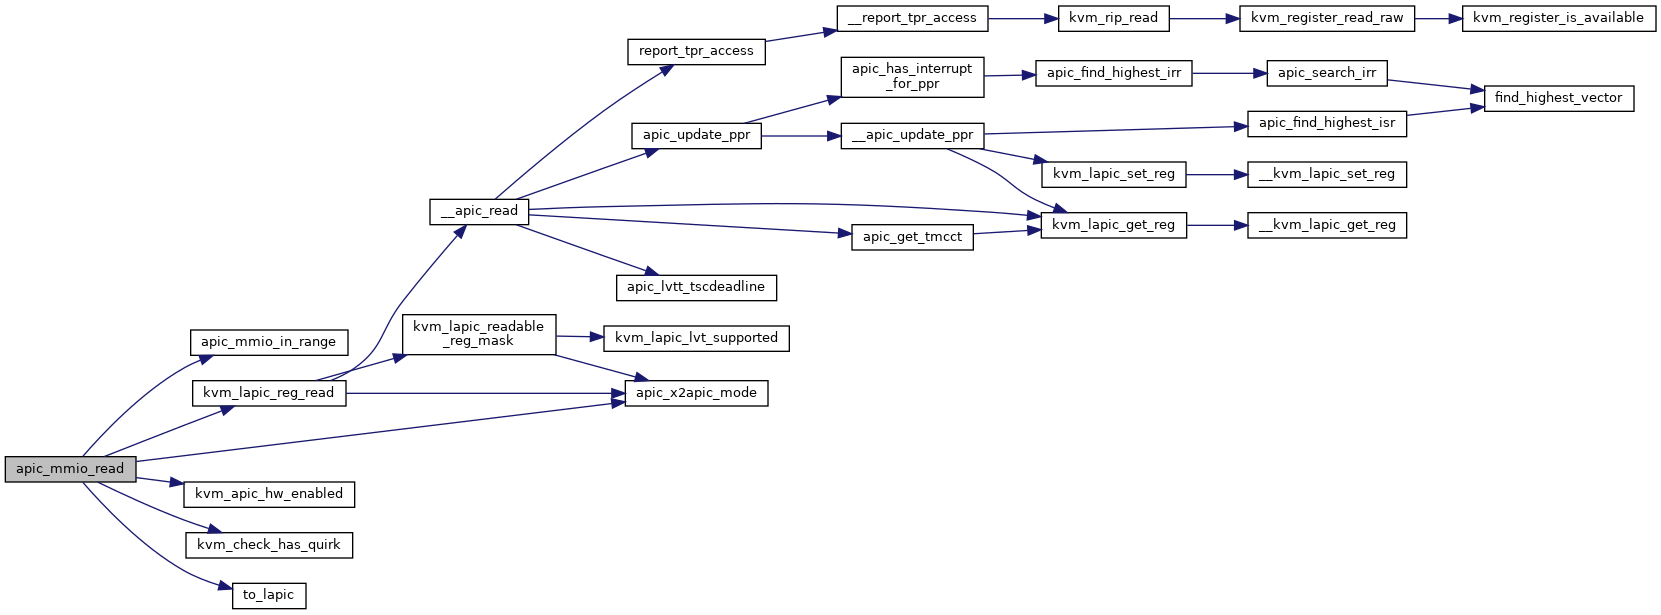 __report_tpr_access
kvm_rip_read
kvm_register_read_raw
kvm_register_is_available
report_tpr_access
apic_has_interrupt
_for_ppr
apic_find_highest_irr
apic_search_irr
find_highest_vector
apic_update_ppr
__apic_update_ppr
apic_find_highest_isr
kvm_lapic_set_reg
__kvm_lapic_set_reg
__apic_read
kvm_lapic_get_reg
__kvm_lapic_get_reg
apic_get_tmcct
apic_lvtt_tscdeadline
apic_mmio_in_range
kvm_lapic_readable
_reg_mask
kvm_lapic_lvt_supported
kvm_lapic_reg_read
apic_x2apic_mode
apic_mmio_read
kvm_apic_hw_enabled
kvm_check_has_quirk
to_lapic